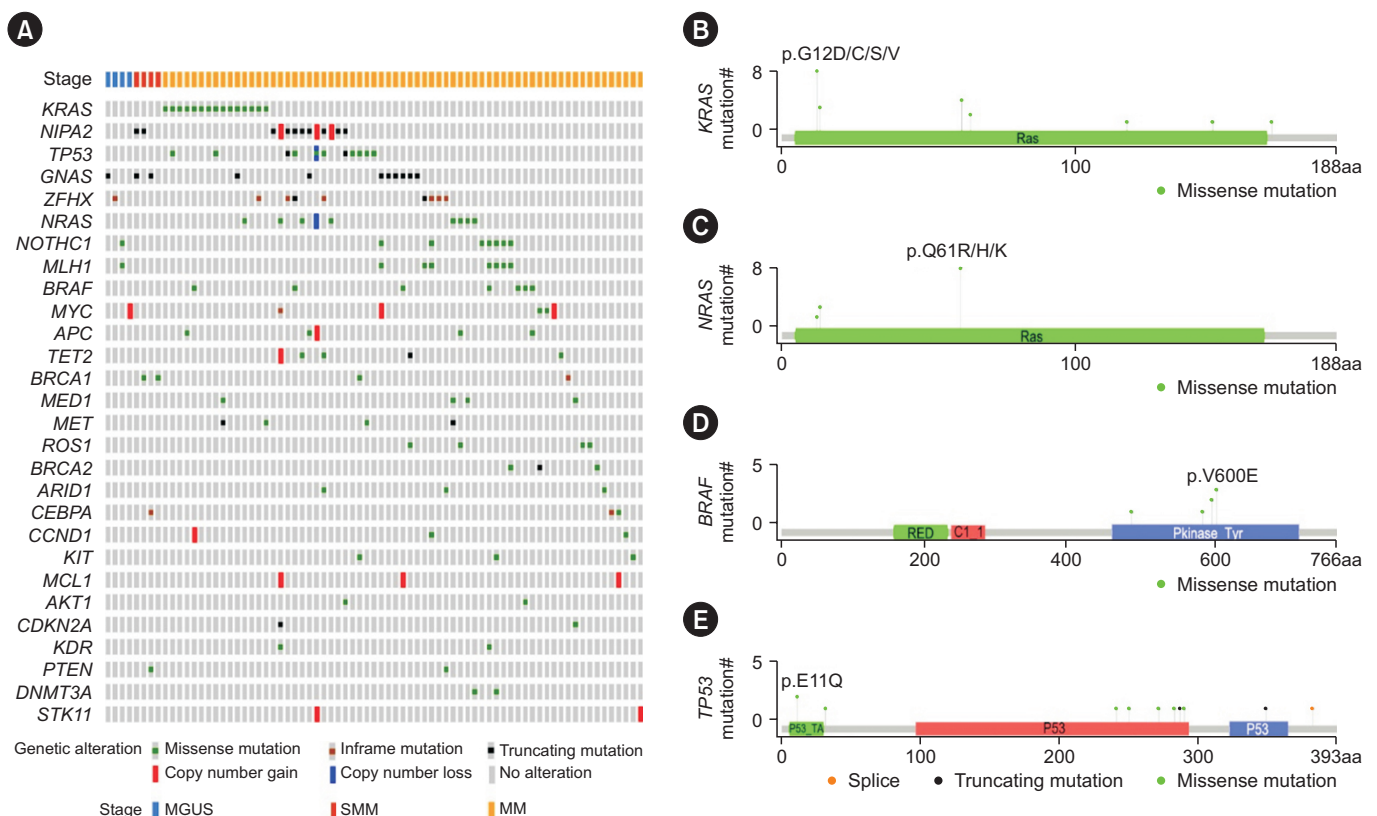 A
Stage
KRAS
NIPA2
TP53
GNAS
ZFHX
NRAS
NOTHC1
MLH1
BRAF
MYC
APC
TET2
BRCA1
MED1
MET
ROS1
BRCA2
ARID1
CEBPA
CCND1
KIT
MCL1
AKT1
CDKN2A
KDR
PTEN
DNMT3A
STK11
Genetic alteration Missense mutation Inframe mutation Truncating mutation
Copy number gain Copy number loss No alteration
Stage MGUS SMM MM
B
p.G12D/C/S/V
KRAS
mutation#
8
0
Ras
0 100 188aa
Missense mutation
C
p.Q61R/H/K
NRAS
mutation#
8
0
Ras
0 100 188aa
Missense mutation
D
p.V600E
BRAF
mutation#
5
0
RED C1_1 Pkinase_Tyr
0 200 400 600 766aa
Missense mutation
E
p.E11Q
TP53
mutation#
5
0
P53_TA P53 P53
0 100 200 300 393aa
Splice Truncating mutation Missense mutation